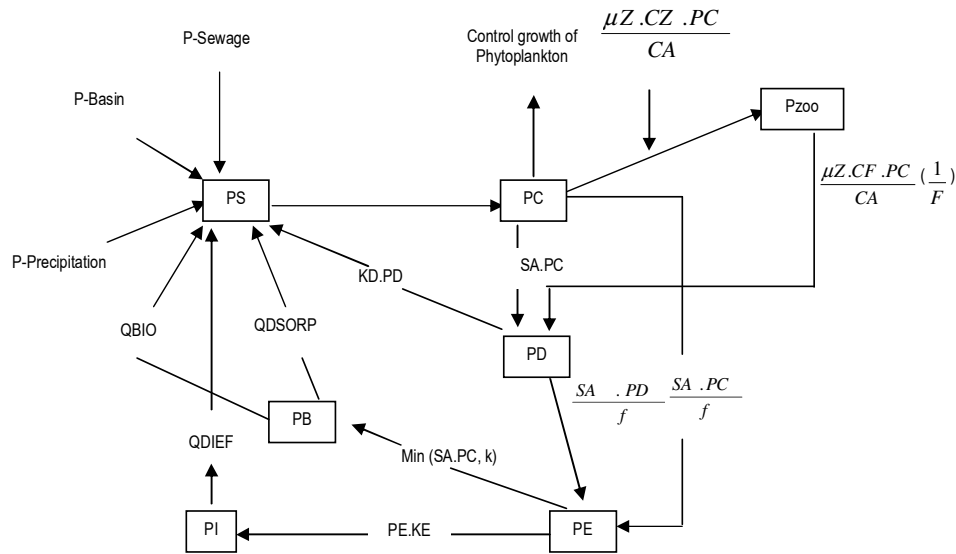 P-Sewage
Control growth of
Phytoplankton
μZ .CZ .PC
CA
P-Basin
Pzoo
μZ.CF .PC
CA
( 1
F )
PS
PC
P-Precipitation
SA.PC
KD.PD
QBIO
QDSORP
PD
SA . PD
f
SA . PC
f
PB
QDIEF
Min (SA.PC, k)
PI
PE.KE
PE